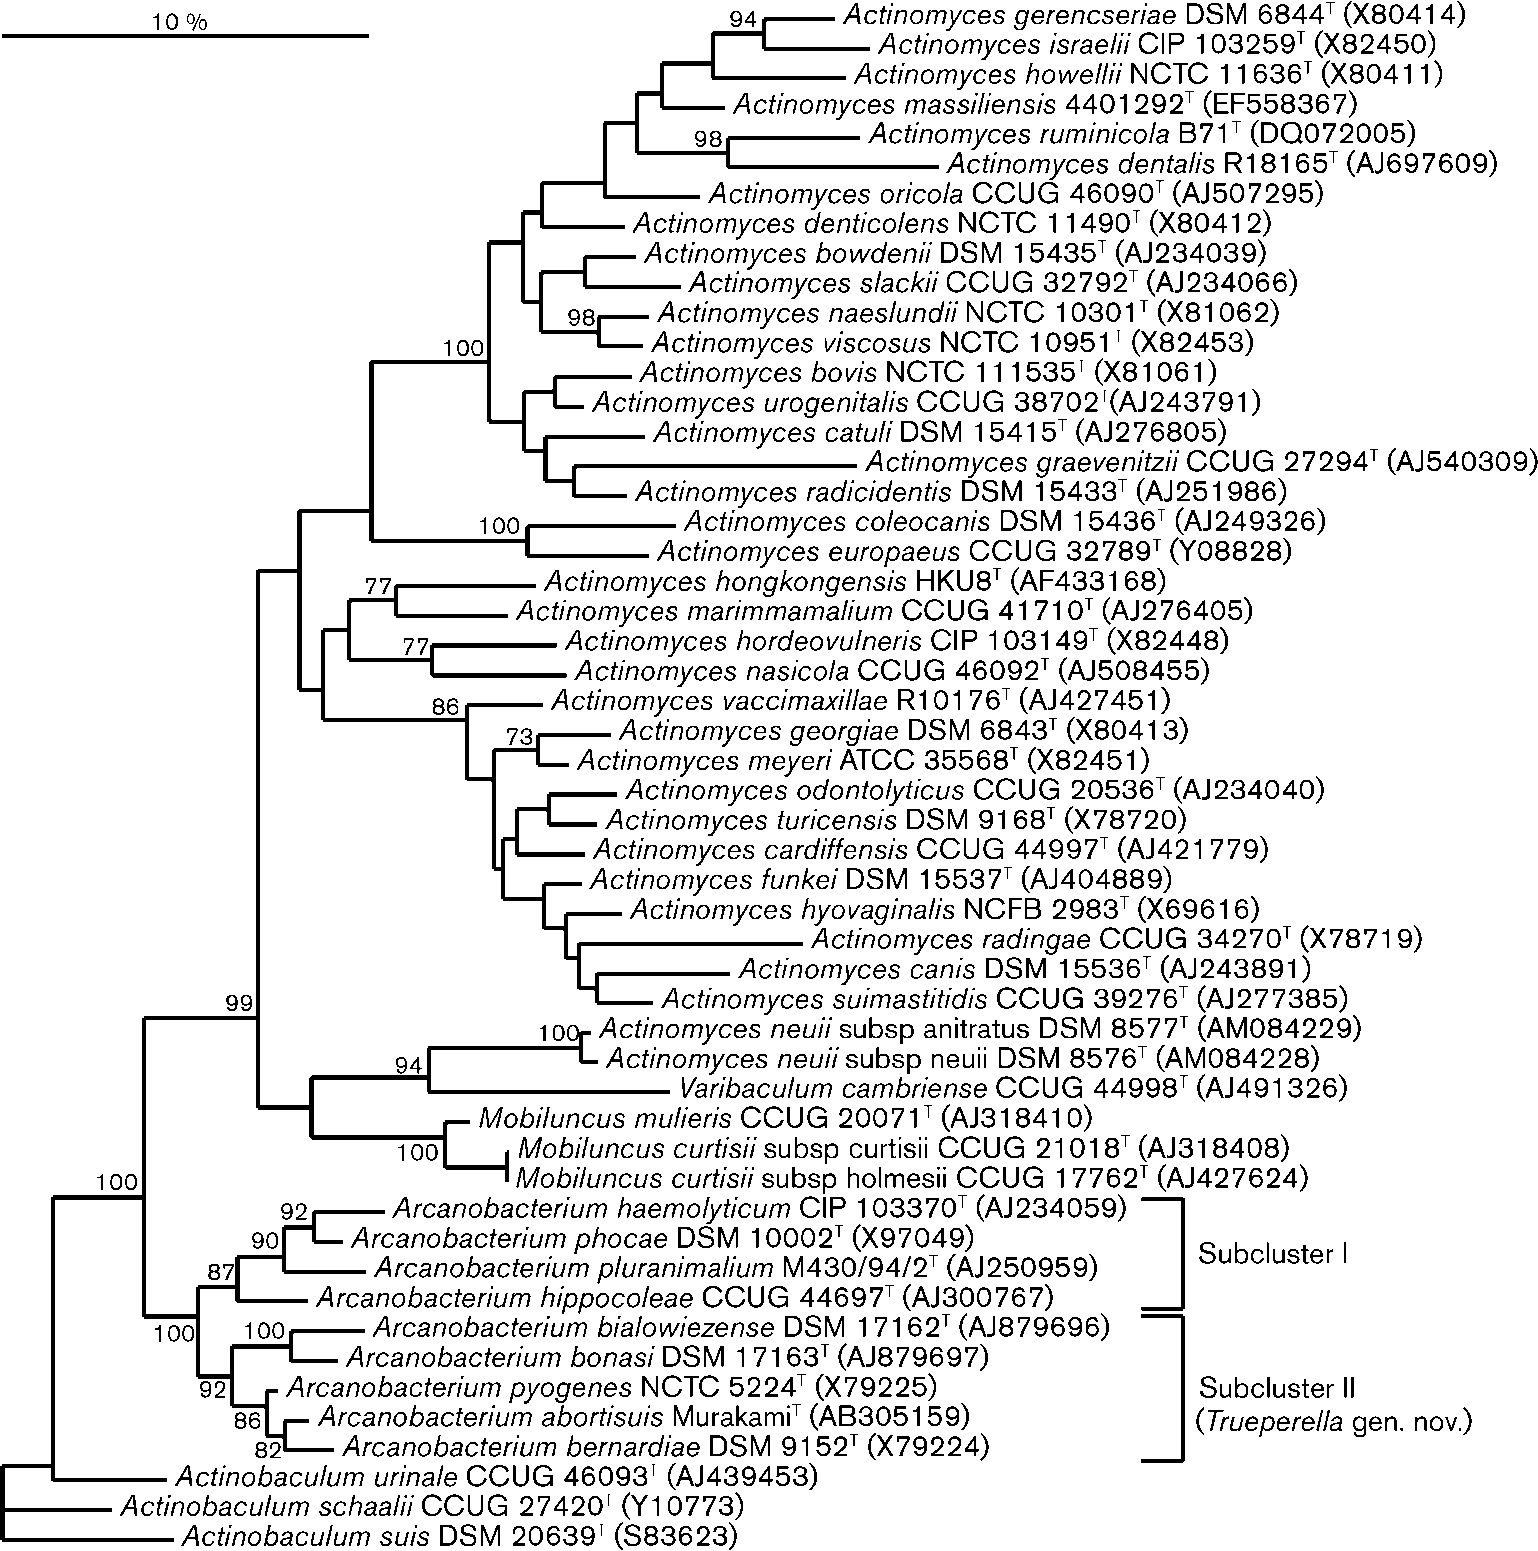 10 %
94
Actinomyces gerencseriae DSM 6844ᵀ (X80414)
Actinomyces israelii CIP 103259ᵀ (X82450)
Actinomyces howellii NCTC 11636ᵀ (X80411)
Actinomyces massiliensis 4401292ᵀ (EF558367)
98
Actinomyces ruminicola B71ᵀ (DQ072005)
Actinomyces dentalis R18165ᵀ (AJ697609)
Actinomyces oricola CCUG 46090ᵀ (AJ507295)
Actinomyces denticolens NCTC 11490ᵀ (X80412)
Actinomyces bowdenii DSM 15435ᵀ (AJ234039)
Actinomyces slackii CCUG 32792ᵀ (AJ234066)
98
Actinomyces naeslundii NCTC 10301ᵀ (X81062)
Actinomyces viscosus NCTC 10951ᵀ (X82453)
100
Actinomyces bovis NCTC 111535ᵀ (X81061)
Actinomyces urogenitalis CCUG 38702ᵀ(AJ243791)
Actinomyces catuli DSM 15415ᵀ (AJ276805)
Actinomyces graevenitzii CCUG 27294ᵀ (AJ540309)
Actinomyces radicidentis DSM 15433ᵀ (AJ251986)
100
Actinomyces coleocanis DSM 15436ᵀ (AJ249326)
Actinomyces europaeus CCUG 32789ᵀ (Y08828)
77
Actinomyces hongkongensis HKU8ᵀ (AF433168)
Actinomyces marimmamalium CCUG 41710ᵀ (AJ276405)
77
Actinomyces hordeovulneris CIP 103149ᵀ (X82448)
Actinomyces nasicola CCUG 46092ᵀ (AJ508455)
86
Actinomyces vaccimaxillae R10176ᵀ (AJ427451)
73
Actinomyces georgiae DSM 6843ᵀ (X80413)
Actinomyces meyeri ATCC 35568ᵀ (X82451)
Actinomyces odontolyticus CCUG 20536ᵀ (AJ234040)
Actinomyces turicensis DSM 9168ᵀ (X78720)
Actinomyces cardiffensis CCUG 44997ᵀ (AJ421779)
Actinomyces funkei DSM 15537ᵀ (AJ404889)
Actinomyces hyovaginalis NCFB 2983ᵀ (X69616)
Actinomyces radingae CCUG 34270ᵀ (X78719)
Actinomyces canis DSM 15536ᵀ (AJ243891)
Actinomyces suimastitidis CCUG 39276ᵀ (AJ277385)
99
100
Actinomyces neuii subsp anitratus DSM 8577ᵀ (AM084229)
Actinomyces neuii subsp neuii DSM 8576ᵀ (AM084228)
94
Varibaculum cambriense CCUG 44998ᵀ (AJ491326)
Mobiluncus mulieris CCUG 20071ᵀ (AJ318410)
100
Mobiluncus curtisii subsp curtisii CCUG 21018ᵀ (AJ318408)
Mobiluncus curtisii subsp holmesii CCUG 17762ᵀ (AJ427624)
100
92
Arcanobacterium haemolyticum CIP 103370ᵀ (AJ234059)
90
Arcanobacterium phocae DSM 10002ᵀ (X97049)
Subcluster I
87
Arcanobacterium pluranimalium M430/94/2ᵀ (AJ250959)
Arcanobacterium hippocoleae CCUG 44697ᵀ (AJ300767)
100
100
Arcanobacterium bialowiezense DSM 17162ᵀ (AJ879696)
Arcanobacterium bonasi DSM 17163ᵀ (AJ879697)
92
Arcanobacterium pyogenes NCTC 5224ᵀ (X79225)
Subcluster II
86
Arcanobacterium abortisuis Murakamiᵀ (AB305159)
(Trueperella gen. nov.)
82
Arcanobacterium bernardiae DSM 9152ᵀ (X79224)
Actinobaculum urinale CCUG 46093ᵀ (AJ439453)
Actinobaculum schaalii CCUG 27420ᵀ (Y10773)
Actinobaculum suis DSM 20639ᵀ (S83623)